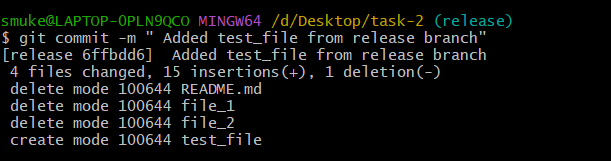 smuke@LAPTOP-0PLN9QCO MINGW64 /d/Desktop/task-2 (release)
$ git commit -m " Added test_file from release branch"
[release 6ffbdd6]  Added test_file from release branch
 4 files changed, 15 insertions(+), 1 deletion(-)
 delete mode 100644 README.md
 delete mode 100644 file_1
 delete mode 100644 file_2
 create mode 100644 test_file